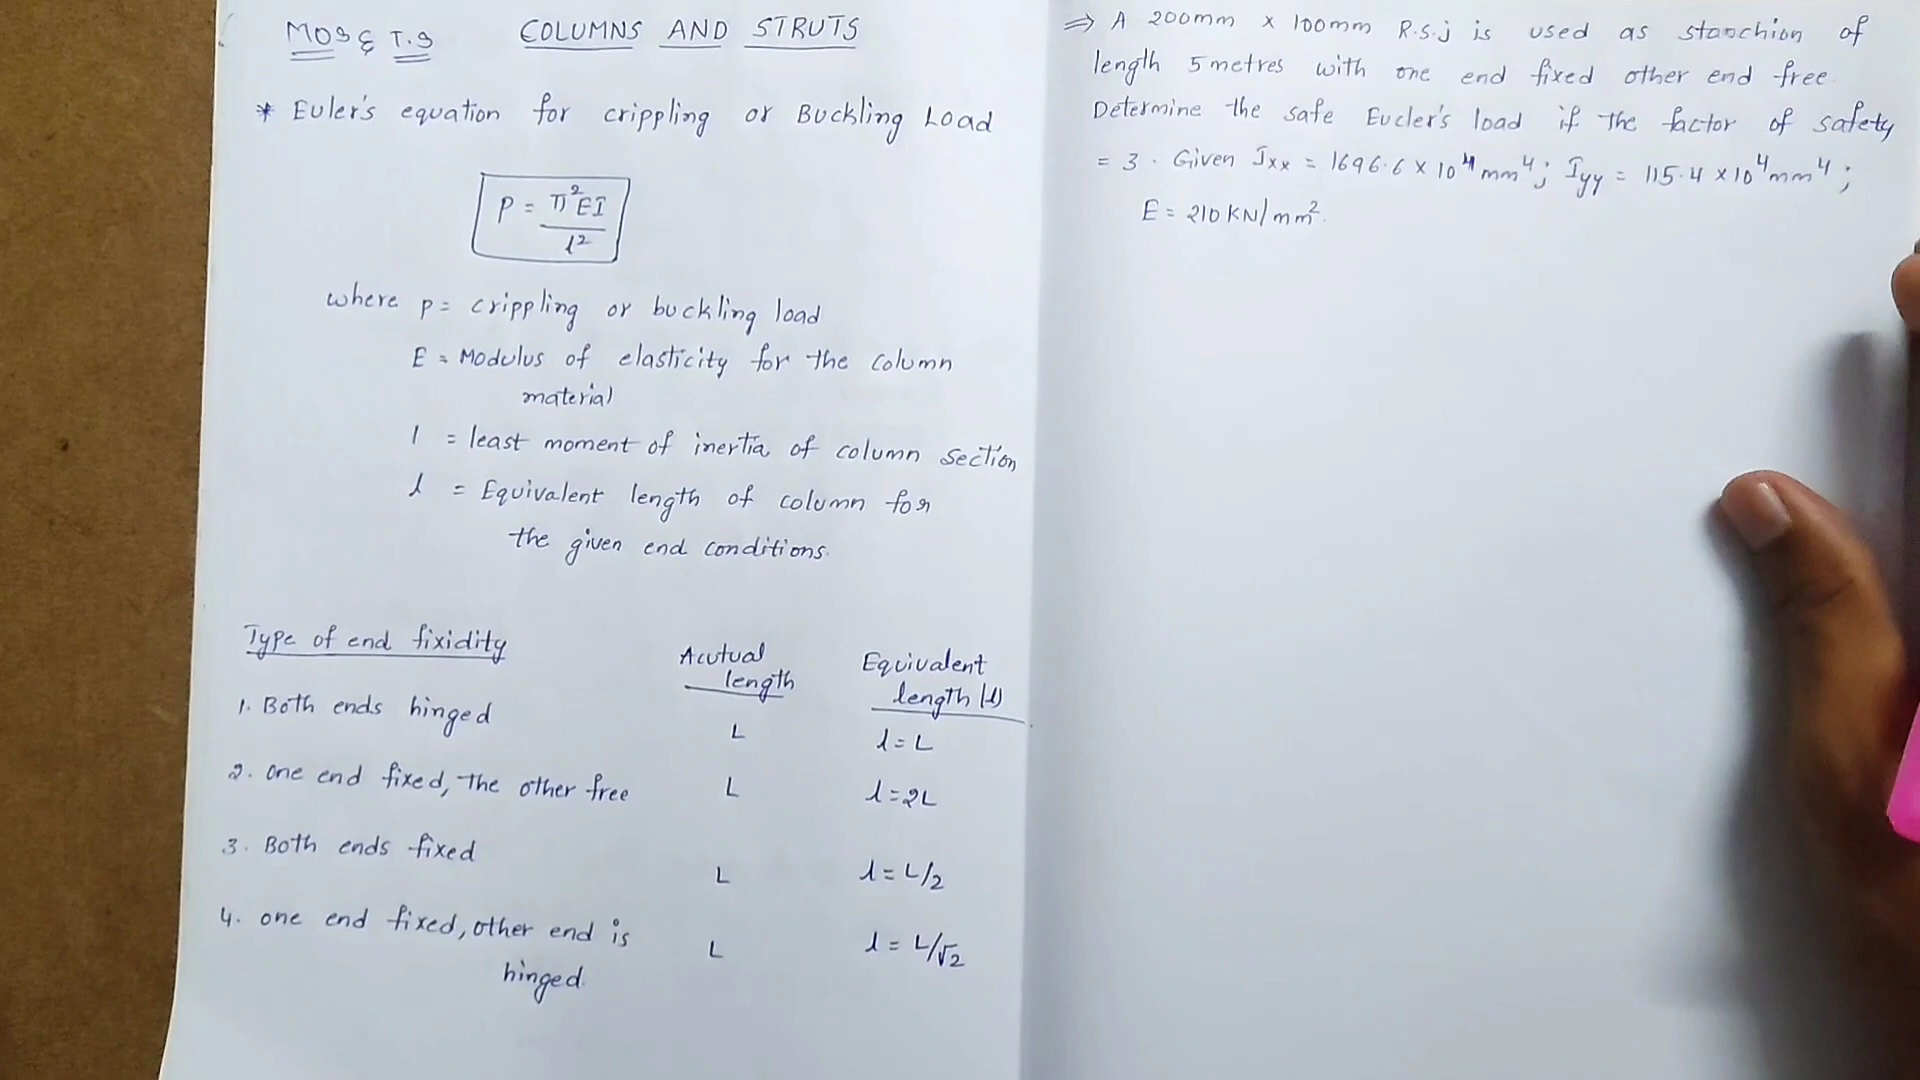 MOS & T.S
COLUMNS AND STRUTS
* Euler's equation for crippling or Buckling Load
P = π²EI / l²
where P = crippling or buckling load
E = Modulus of elasticity for the column
material
I = least moment of inertia of column section
l = Equivalent length of column for
the given end conditions.
Type of end fixidity
Acutual length
Equivalent length (l)
1. Both ends hinged L l = L
2. one end fixed, The other free L l = 2L
3. Both ends fixed L l = L/2
4. one end fixed, other end is L l = L/√2
hinged.
⇒ A 200mm x 100mm R.S.j is used as stanchion of
length 5 metres with one end fixed other end free.
Determine the safe Eucler's load if the factor of safety
= 3. Given Ixx = 1696.6 x 10⁴ mm⁴; Iyy = 115.4 x 10⁴ mm⁴;
E = 210 KN/mm².